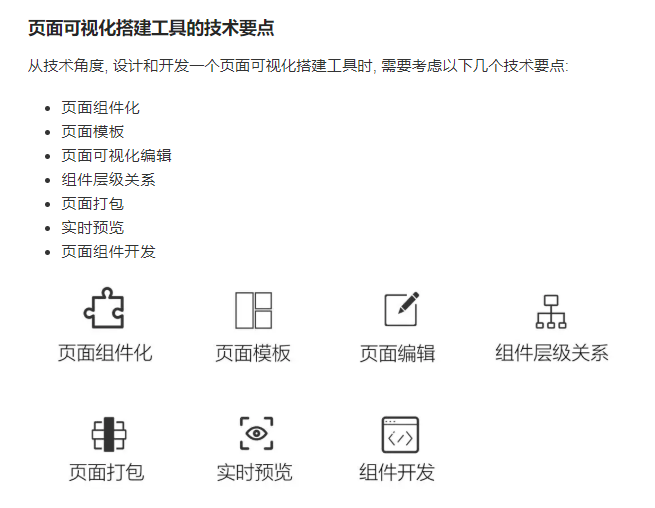 页面可视化搭建工具的技术要点
从技术角度, 设计和开发一个页面可视化搭建工具时, 需要考虑以下几个技术要点:
页面组件化
页面模板
页面可视化编辑
组件层级关系
页面打包
实时预览
页面组件开发
页面组件化 页面模板 页面编辑 组件层级关系
页面打包 实时预览 组件开发